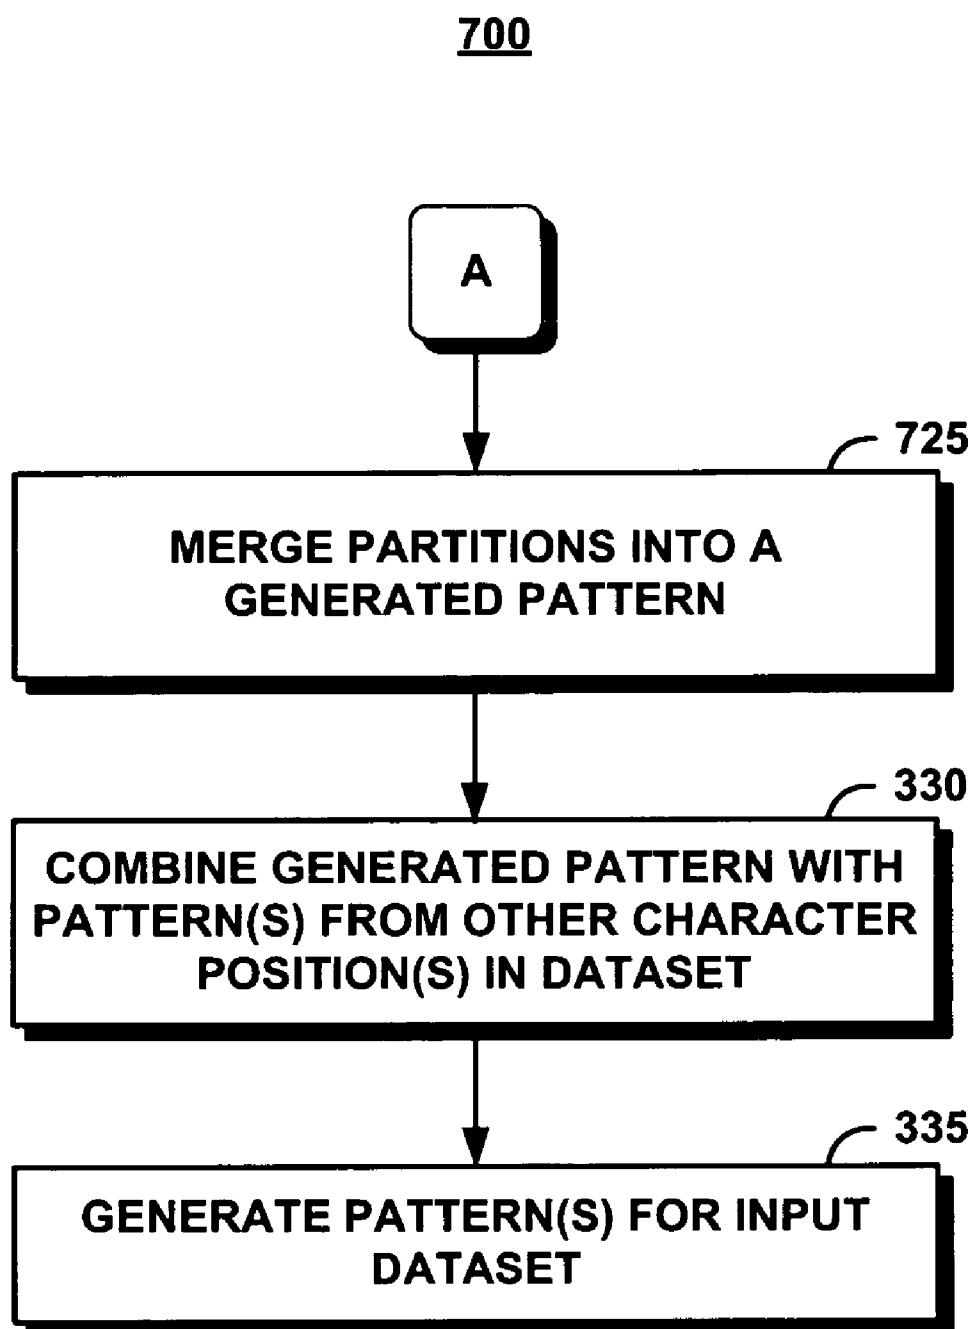 700
A
725
MERGE PARTITIONS INTO A
GENERATED PATTERN
330
COMBINE GENERATED PATTERN WITH
PATTERN(S) FROM OTHER CHARACTER
POSITION(S) IN DATASET
335
GENERATE PATTERN(S) FOR INPUT
DATASET